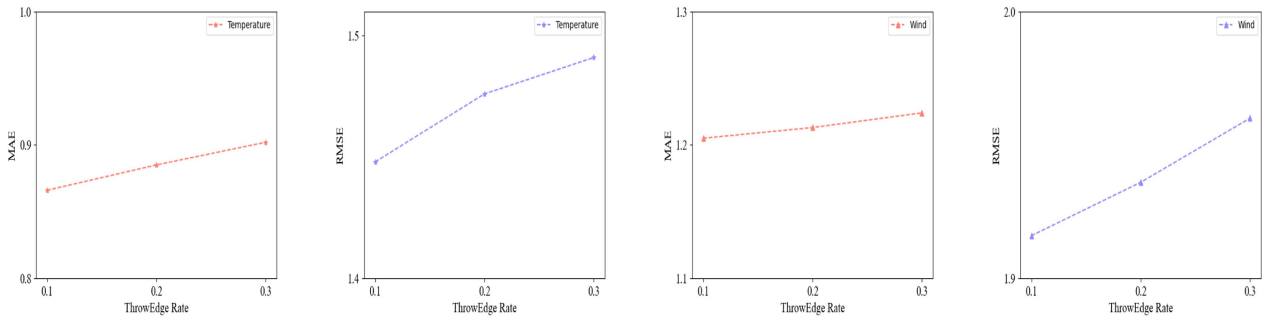 1.0
0.9
0.8
MAE
Temperature
0.1 0.2 0.3
ThrowEdge Rate
1.5
1.4
RMSE
Temperature
0.1 0.2 0.3
ThrowEdge Rate
1.3
1.2
1.1
MAE
Wind
0.1 0.2 0.3
ThrowEdge Rate
2.0
1.9
RMSE
Wind
0.1 0.2 0.3
ThrowEdge Rate